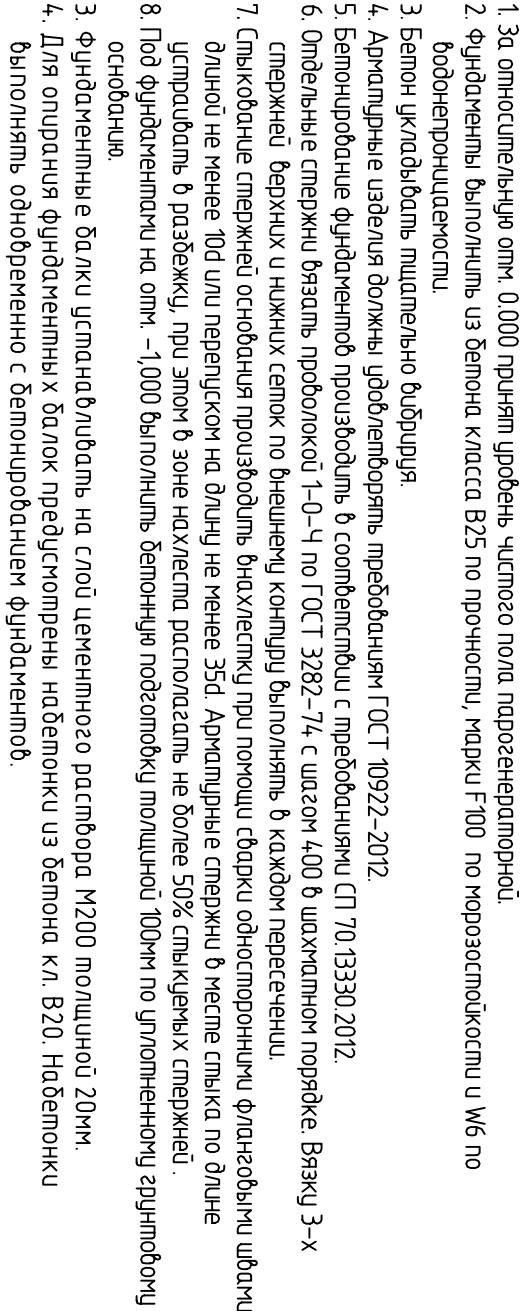 1. За относительную отм. 0.000 принят уровень чистого пола парогенераторной.
2. Фундаменты выполнить из бетона класса В25 по прочности, марки F100 по морозостойкости и W6 по
водонепроницаемости.
3. Бетон укладывать тщательно вибрируя.
4. Арматурные изделия должны удовлетворять требованиям ГОСТ 10922-2012.
5. Бетонирование фундаментов производить в соответствии с требованиями СП 70.13330.2012.
6. Отдельные стержни вязать проволокой 1-0-Ч по ГОСТ 3282-74 с шагом 400 в шахматном порядке. Вязку 3-х
стержней верхних и нижних сеток по внешнему контуру выполнять в каждом пересечении.
7. Стыкование стержней основания производить внахлестку при помощи сварки односторонними фланговыми швами
длиной не менее 10d или перепуском на длину не менее 35d. Арматурные стержни в месте стыка по длине
устраивать в разбежку, при этом в зоне нахлеста располагать не более 50% стыкуемых стержней .
8. Под фундаментами на отм. -1,000 выполнить бетонную подготовку толщиной 100мм по уплотненному грунтовому
основанию.
3. Фундаментные балки устанавливать на слой цементного раствора М200 толщиной 20мм.
4. Для опирания фундаментных балок предусмотрены набетонки из бетона кл. В20. Набетонки
выполнять одновременно с бетонированием фундаментов.